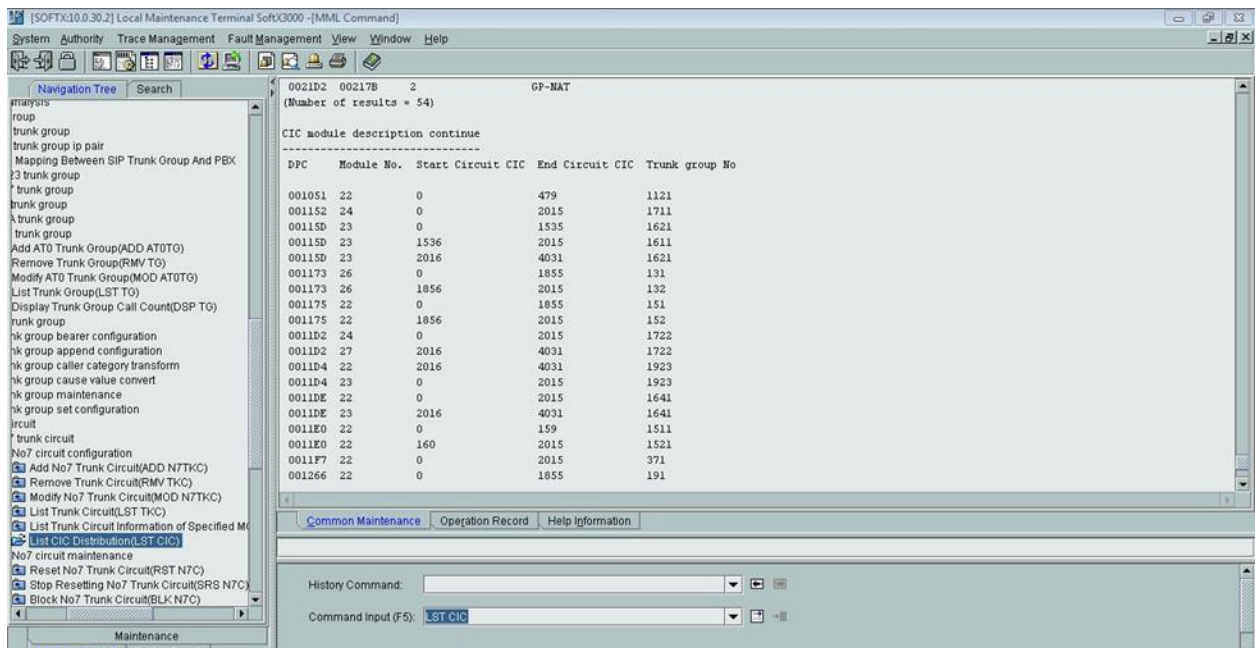 [SOFTX:10.0.30.2] Local Maintenance Terminal SoftX3000 -[MML Command]
System Authority Trace Management Fault Management View Window Help
Navigation Tree Search
analysis
roup
trunk group
trunk group ip pair
Mapping Between SIP Trunk Group And PBX
23 trunk group
trunk group
trunk group
A trunk group
trunk group
Add AT0 Trunk Group(ADD AT0TG)
Remove Trunk Group(RMV TG)
Modify AT0 Trunk Group(MOD AT0TG)
List Trunk Group(LST TG)
Display Trunk Group Call Count(DSP TG)
runk group
nk group bearer configuration
nk group append configuration
nk group caller category transform
nk group cause value convert
nk group maintenance
nk group set configuration
ircuit
trunk circuit
No7 circuit configuration
Add No7 Trunk Circuit(ADD N7TKC)
Remove Trunk Circuit(RMV TKC)
Modify No7 Trunk Circuit(MOD N7TKC)
List Trunk Circuit(LST TKC)
List Trunk Circuit Information of Specified M
List CIC Distribution(LST CIC)
No7 circuit maintenance
Reset No7 Trunk Circuit(RST N7C)
Stop Resetting No7 Trunk Circuit(SRS N7C)
Block No7 Trunk Circuit(BLK N7C)
Maintenance
0021D2 00217B 2 GP-NAT
(Number of results = 54)
CIC module description continue
-------------------------------
DPC Module No. Start Circuit CIC End Circuit CIC Trunk group No
001051 22 0 479 1121
001152 24 0 2015 1711
00115D 23 0 1535 1621
00115D 23 1536 2015 1611
00115D 23 2016 4031 1621
001173 26 0 1855 131
001173 26 1856 2015 132
001175 22 0 1855 151
001175 22 1856 2015 152
0011D2 24 0 2015 1722
0011D2 27 2016 4031 1722
0011D4 22 2016 4031 1923
0011D4 23 0 2015 1923
0011DE 22 0 2015 1641
0011DE 23 2016 4031 1641
0011E0 22 0 159 1511
0011E0 22 160 2015 1521
0011F7 22 0 2015 371
001266 22 0 1855 191
Common Maintenance Operation Record Help Information
History Command:
Command Input (F5): LST CIC